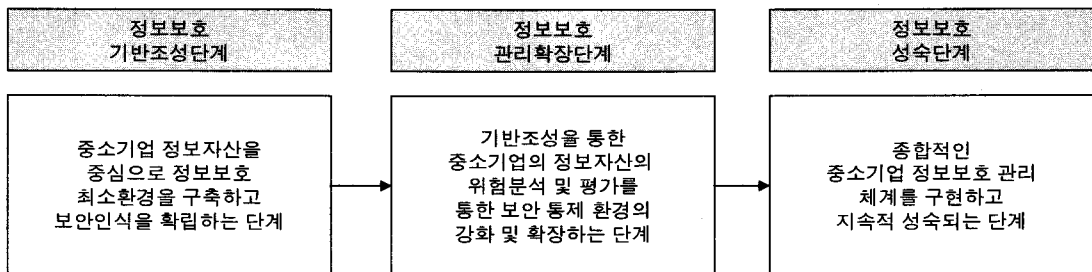 정보보호
기반조성단계
정보보호
관리확장단계
정보보호
성숙단계
중소기업 정보자산을
중심으로 정보보호
최소환경을 구축하고
보안인식을 확립하는 단계
기반조성율 통한
중소기업의 정보자산의
위험분석 및 평가를
통한 보안 통제 환경의
강화 및 확장하는 단계
종합적인
중소기업 정보보호 관리
체계를 구현하고
지속적 성숙되는 단계